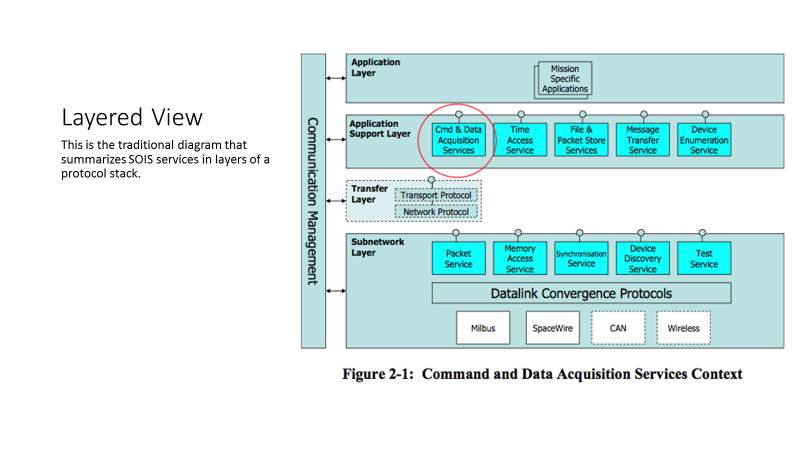 Layered View
This is the traditional diagram that
summarizes SOIS services in layers of a
protocol stack.
Communication Management
Application
Layer
Mission
Specific
Applications
Application
Support Layer
Cmd & Data
Acquisition
Services
Time
Access
Service
File &
Packet Store
Services
Message
Transfer
Service
Device
Enumeration
Service
Transfer
Layer
Transport Protocol
Network Protocol
Subnetwork
Layer
Packet
Service
Memory
Access
Service
Synchronisation
Service
Device
Discovery
Service
Test
Service
Datalink Convergence Protocols
Milbus
SpaceWire
CAN
Wireless
Figure 2-1: Command and Data Acquisition Services Context